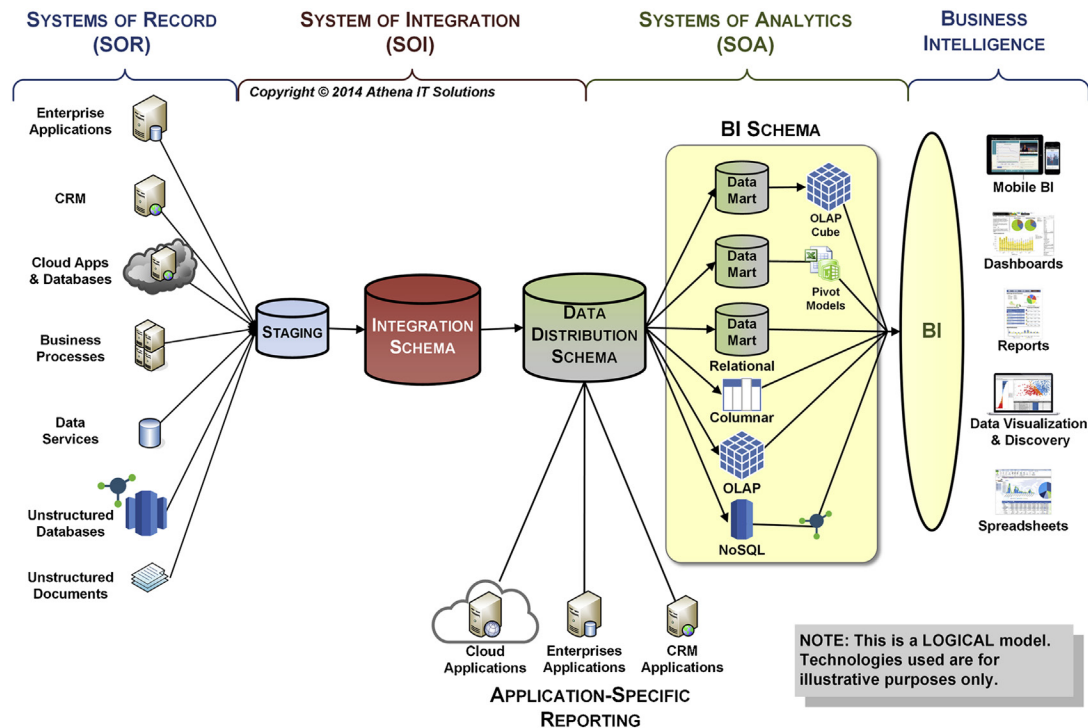 SYSTEMS OF RECORD
(SOR)
SYSTEM OF INTEGRATION
(SOI)
SYSTEMS OF ANALYTICS
(SOA)
BUSINESS
INTELLIGENCE
Copyright © 2014 Athena IT Solutions
Enterprise
Applications
CRM
Cloud Apps
& Databases
Business
Processes
Data
Services
Unstructured
Databases
Unstructured
Documents
STAGING
INTEGRATION
SCHEMA
DATA
DISTRIBUTION
SCHEMA
BI SCHEMA
Data
Mart
OLAP
Cube
Data
Mart
Pivot
Models
Data
Mart
Relational
Columnar
OLAP
NoSQL
BI
Mobile BI
Dashboards
Reports
Data Visualization
& Discovery
Spreadsheets
Cloud
Applications
Enterprises
Applications
CRM
Applications
APPLICATION-SPECIFIC
REPORTING
NOTE: This is a LOGICAL model.
Technologies used are for
illustrative purposes only.